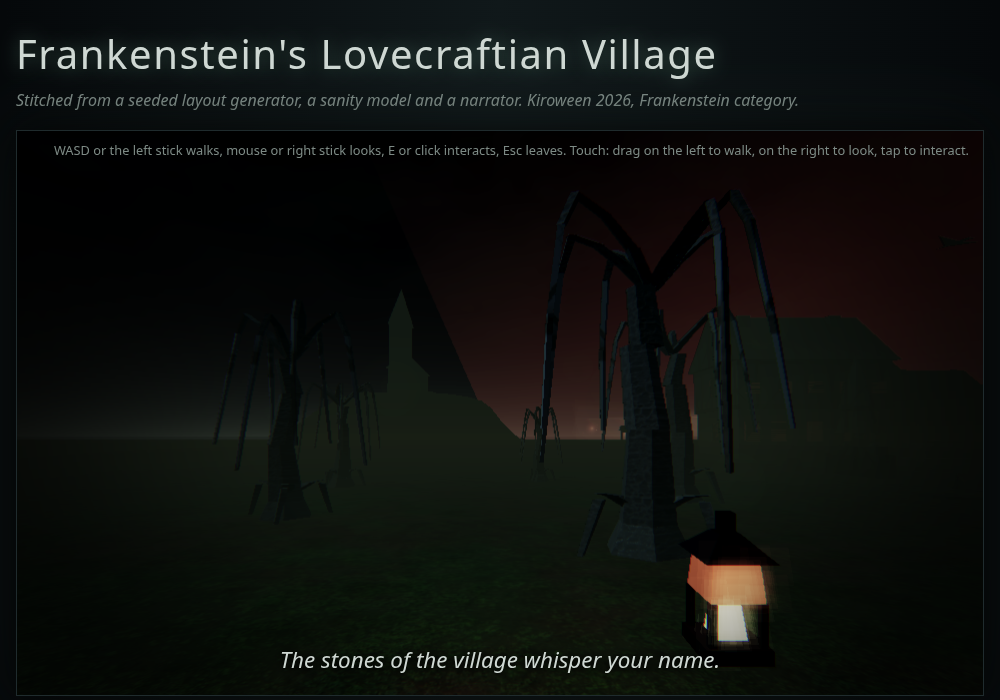 Frankenstein's Lovecraftian Village
Stitched from a seeded layout generator, a sanity model and a narrator. Kiroween 2026, Frankenstein category.
WASD or the left stick walks, mouse or right stick looks, E or click interacts, Esc leaves. Touch: drag on the left to walk, on the right to look, tap to interact.
The stones of the village whisper your name.